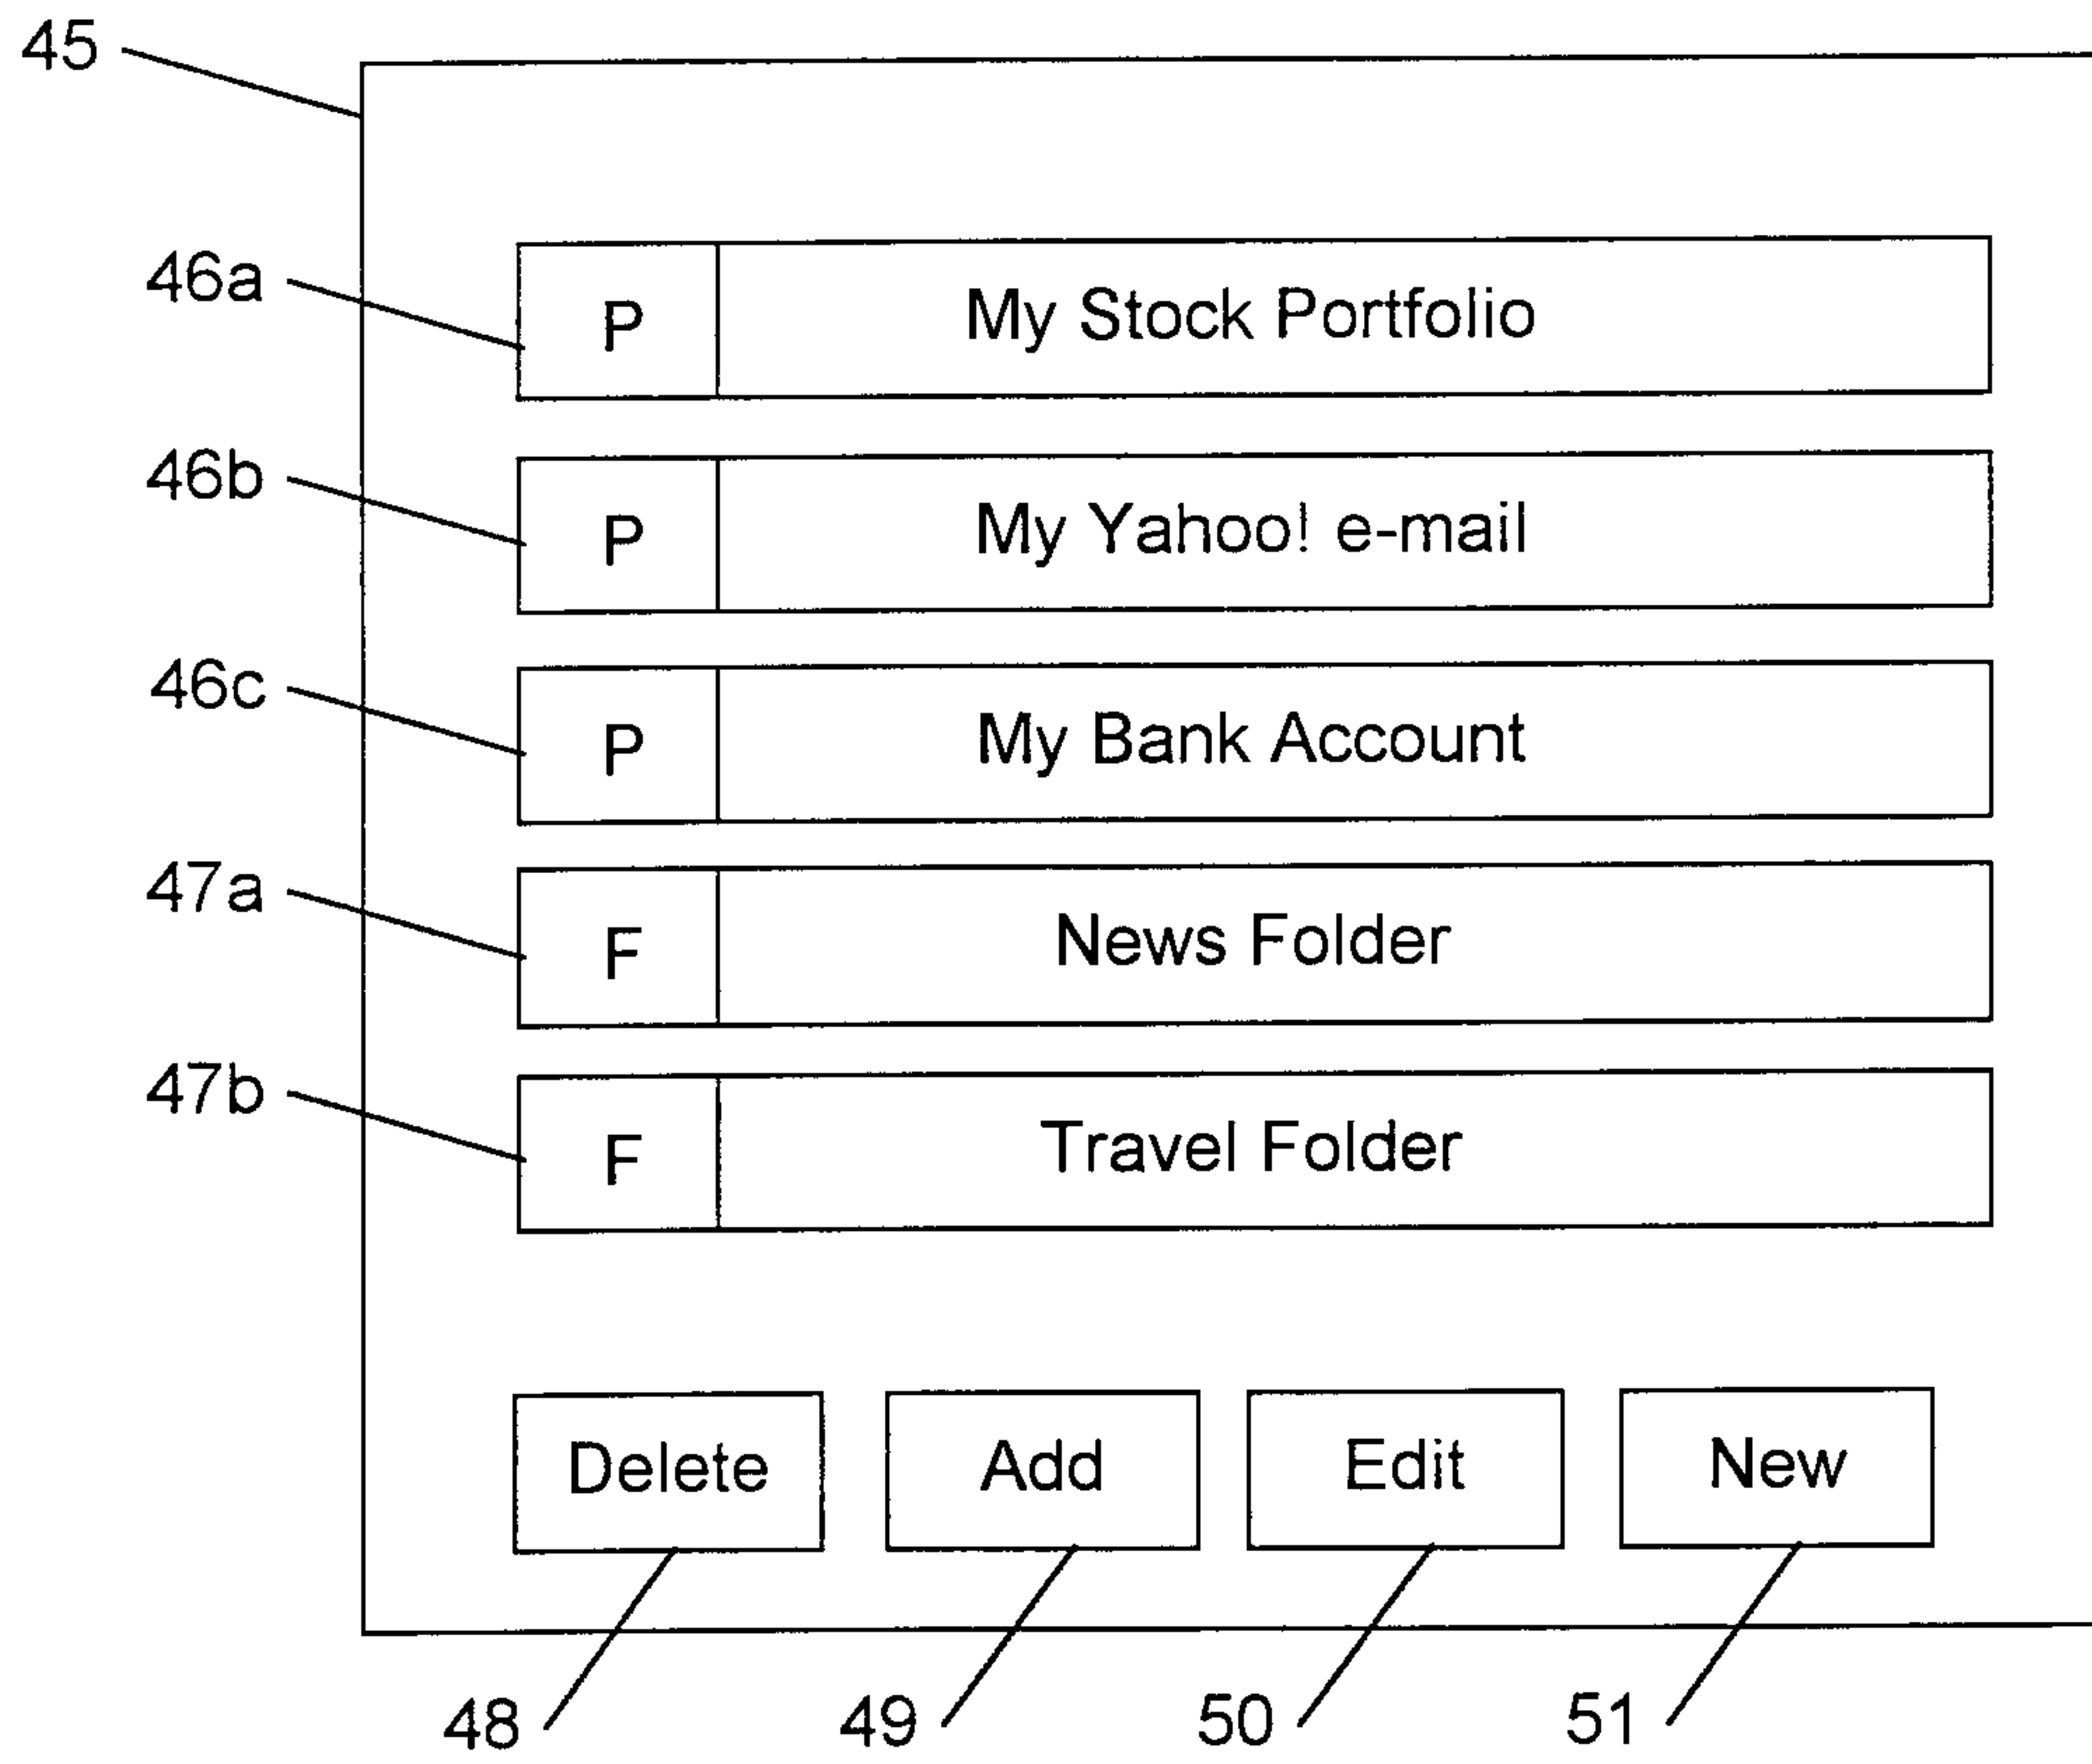 45
46a P My Stock Portfolio
46b P My Yahoo! e-mail
46c P My Bank Account
47a F News Folder
47b F Travel Folder
Delete Add Edit New
48 49 50 51